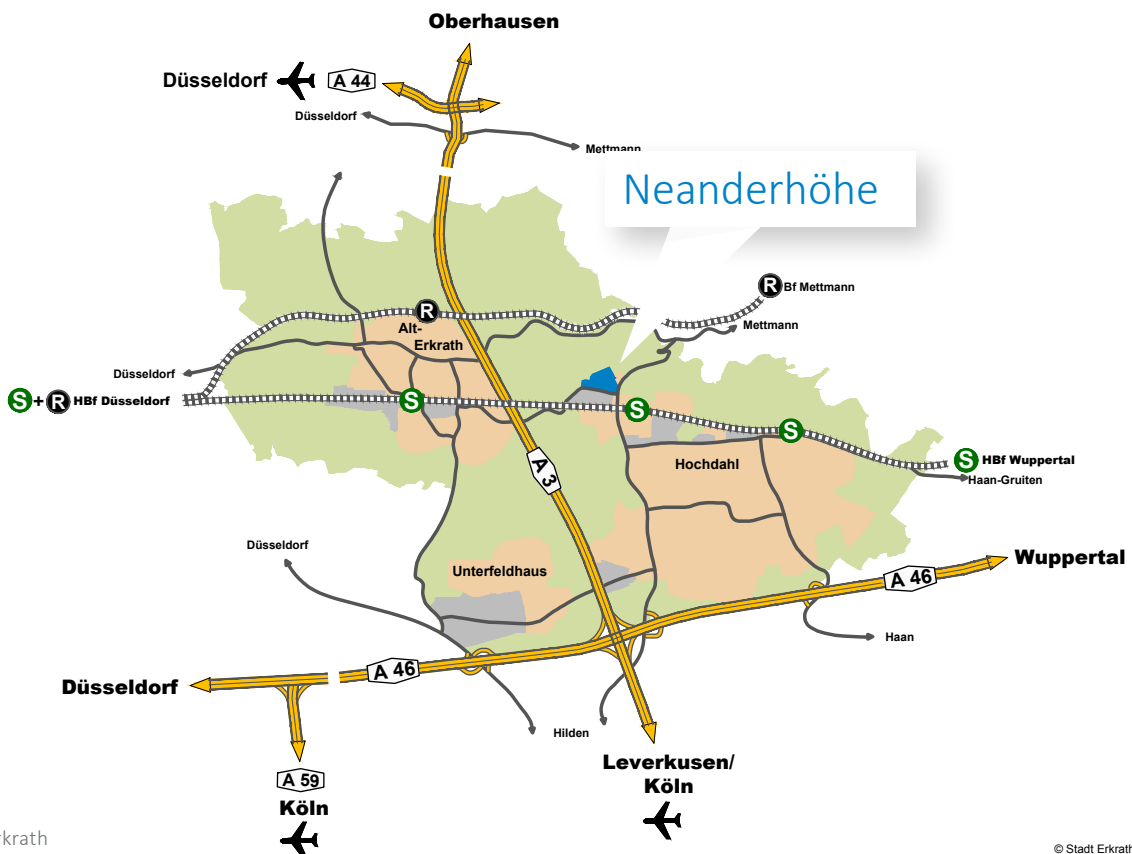 Oberhausen
Düsseldorf A 44
Düsseldorf
Mettmann
Neanderhöhe
R Bf Mettmann
R
Mettmann
Alt-
Erkrath
Düsseldorf
S + R HBf Düsseldorf
S
S
S
S HBf Wuppertal
Hochdahl
Haan-Gruiten
A 3
Düsseldorf
Unterfeldhaus
Wuppertal
A 46
Haan
A 46
Düsseldorf
Hilden
Leverkusen/
Köln
A 59
Köln
rkrath
© Stadt Erkrath